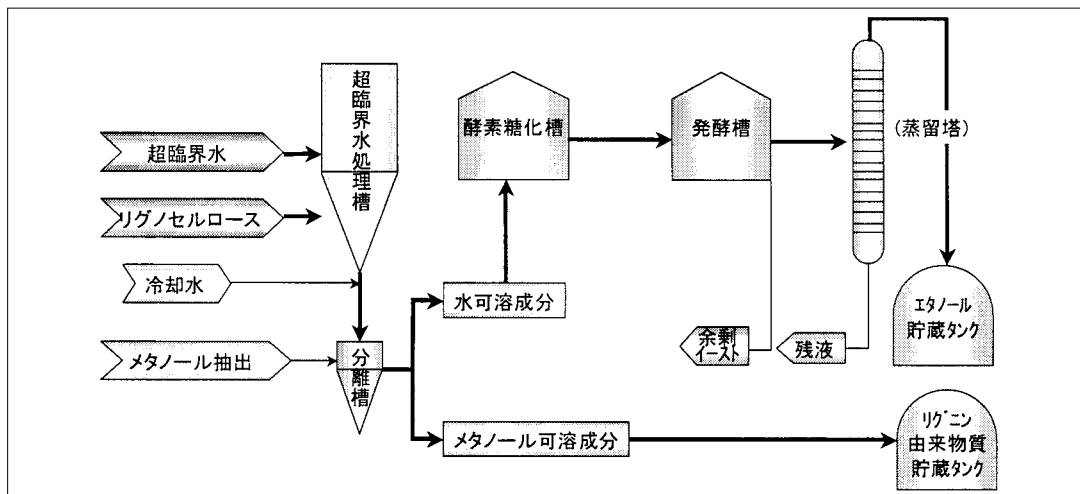 超臨界水
リグノセルロース
冷却水
メタノール抽出
超臨界水処理槽
分離槽
水可溶成分
メタノール可溶成分
酵素糖化槽
発酵槽
余剰
イースト
残液
(蒸留塔)
エタノール
貯蔵タンク
リグニン
由来物質
貯蔵タンク